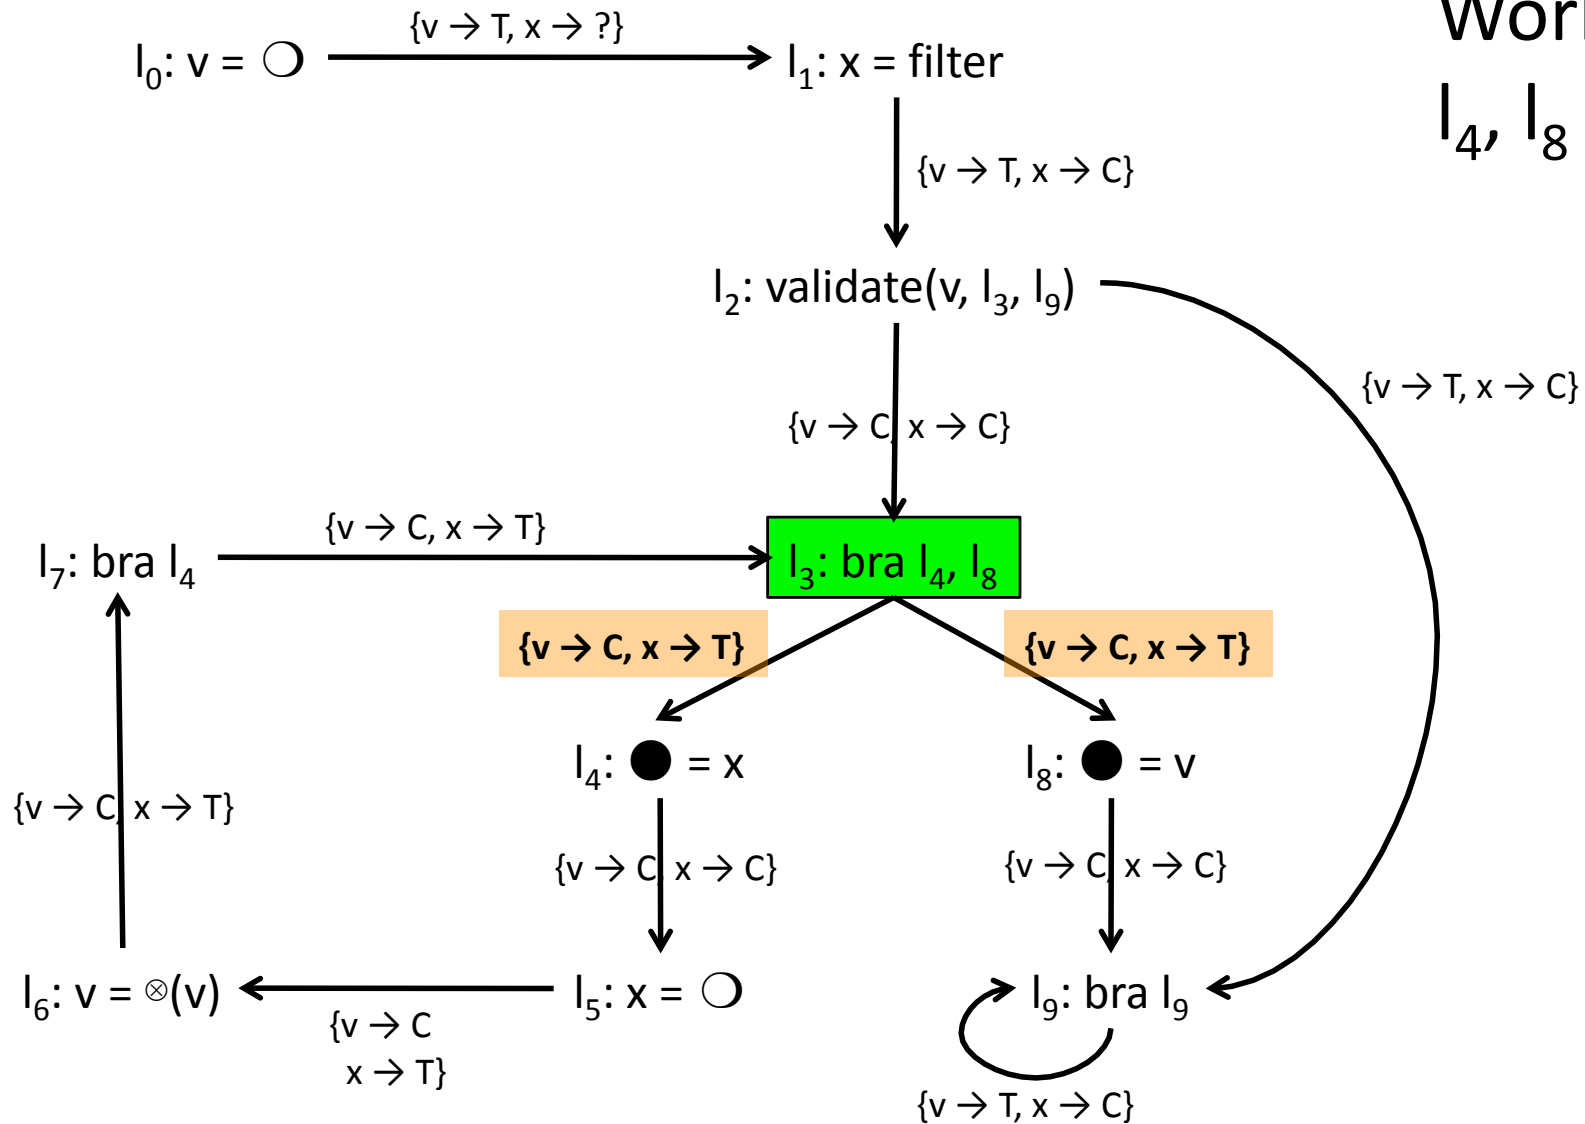 Worl
{v → T, x → ?}
l₀: v = ❍
l₁: x = filter
l₄, l₈
{v → T, x → C}
l₂: validate(v, l₃, l₉)
{v → T, x → C}
{v → C, x → C}
{v → C, x → T}
l₇: bra l₄
l₃: bra l₄, l₈
{v → C, x → T}
{v → C, x → T}
l₄: ● = x
l₈: ● = v
{v → C, x → T}
{v → C, x → C}
{v → C, x → C}
l₆: v = ⊗(v)
l₅: x = ❍
l₉: bra l₉
{v → C
x → T}
{v → T, x → C}